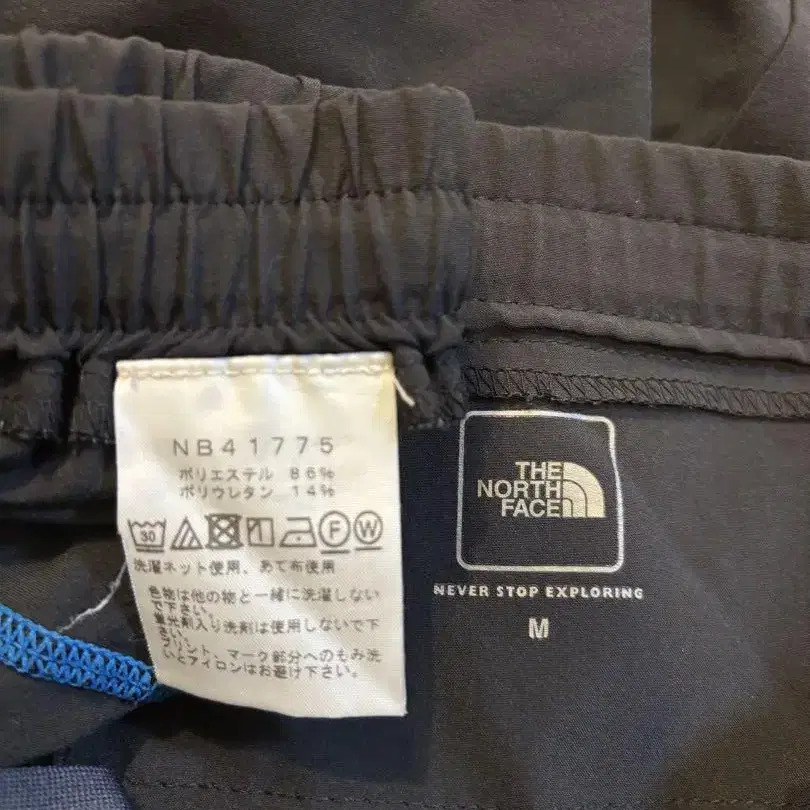 NB41775
ポリエステル 86%
ポリウレタン 14%
30 F W
洗濯ネット使用、あて布使用
色物は他の物と一緒に洗濯しない
で下さい。
蛍光剤入り洗剤は使用しないで下
さい。
プリント、マーク部分へのもみ洗
いとアイロンはお避け下さい。
THE
NORTH
FACE
NEVER STOP EXPLORING
M